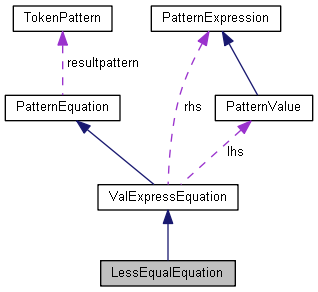 TokenPattern
PatternExpression
resultpattern
PatternEquation
rhs
PatternValue
lhs
ValExpressEquation
LessEqualEquation